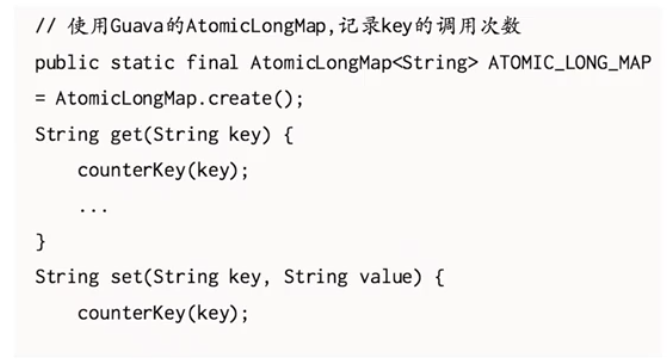 // 使用Guava的AtomicLongMap,记录key的调用次数
public static final AtomicLongMap<String> ATOMIC_LONG_MAP
= AtomicLongMap.create();
String get(String key) {
counterKey(key);
...
}
String set(String key, String value) {
counterKey(key);